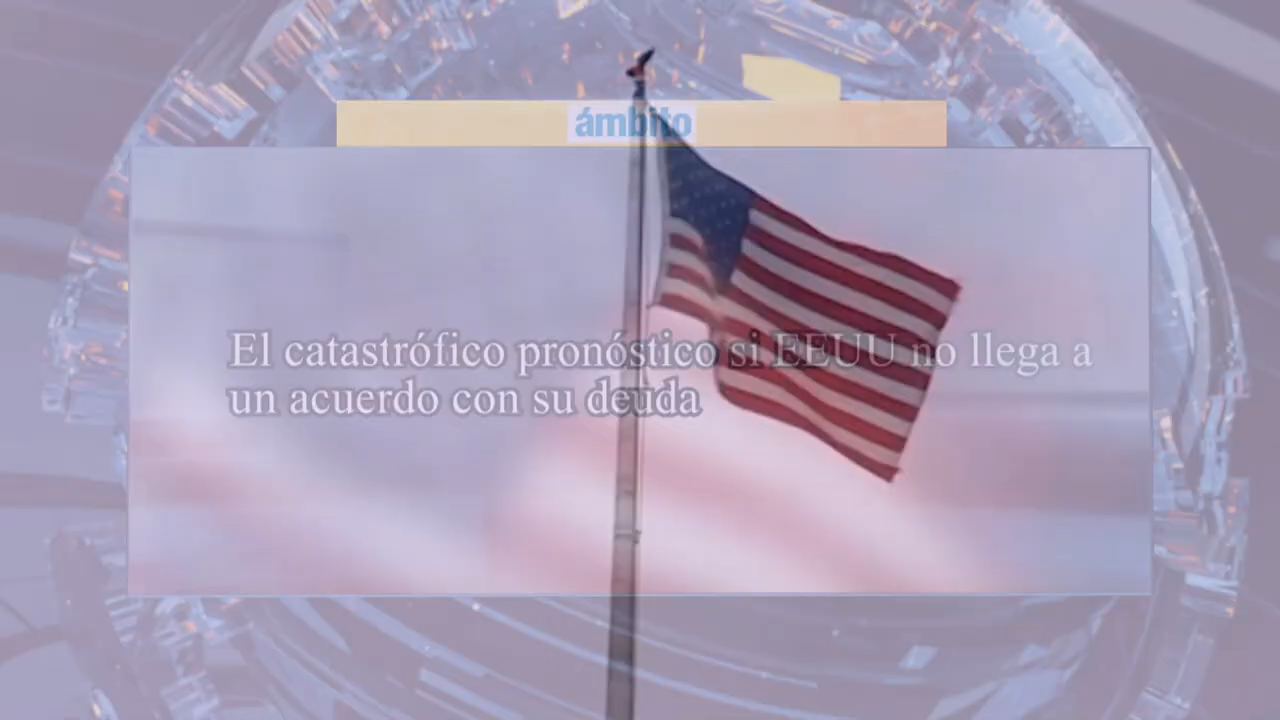 ámbito
El catastrófico pronóstico si EEUU no llega a
un acuerdo con su deuda